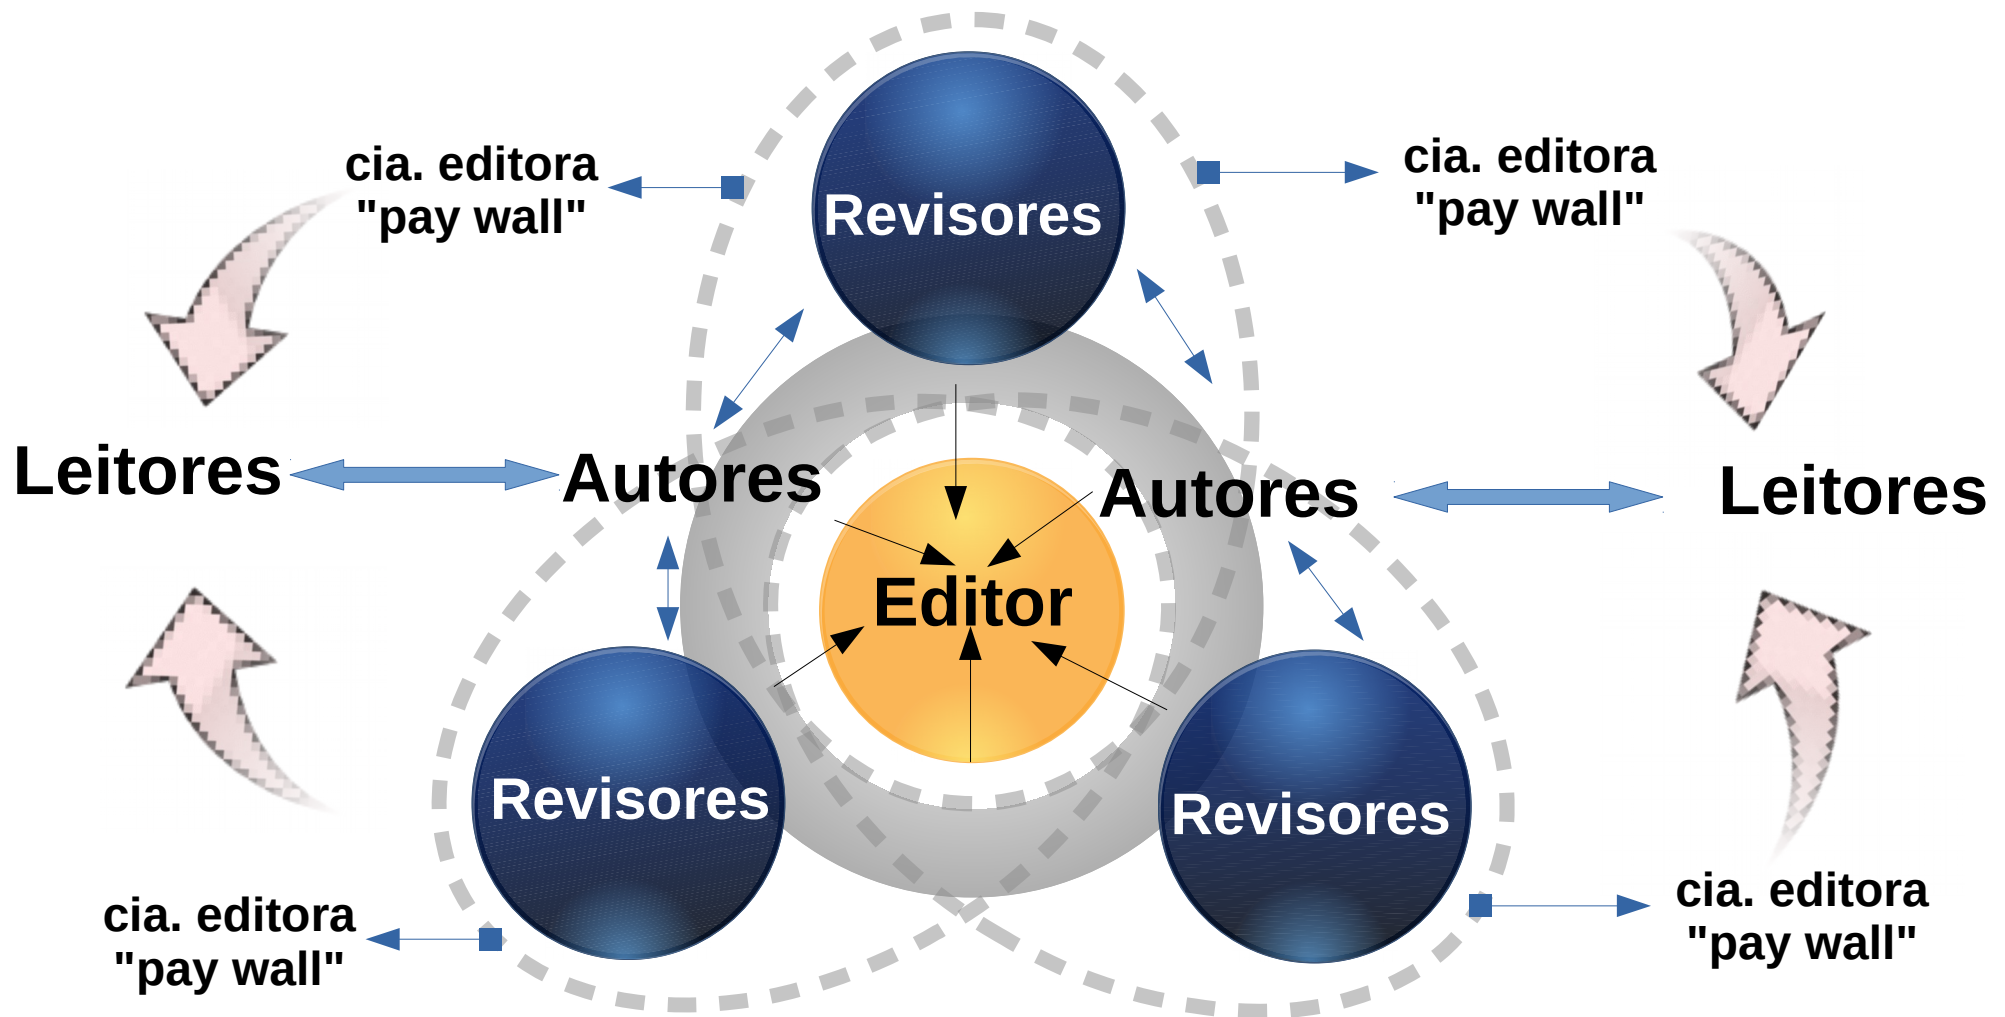 cia. editora
"pay wall"
cia. editora
"pay wall"
Revisores
Leitores
Autores
Autores
Leitores
Editor
Revisores
Revisores
cia. editora
"pay wall"
cia. editora
"pay wall"